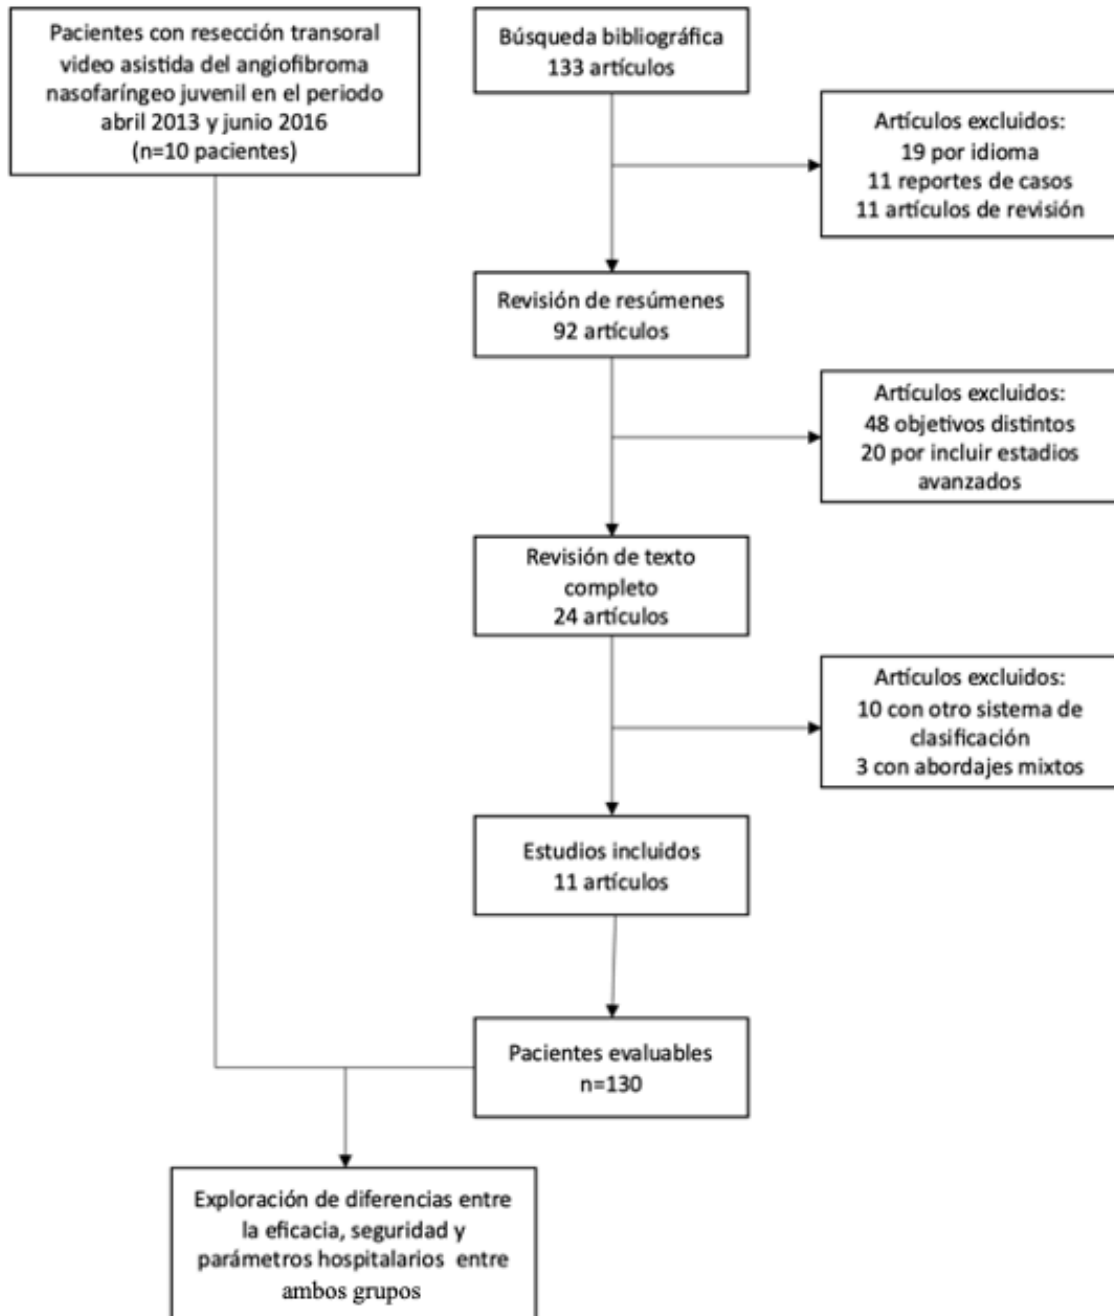 Pacientes con resección transoral
video asistida del angiofibroma
nasofaríngeo juvenil en el periodo
abril 2013 y junio 2016
(n=10 pacientes)
Búsqueda bibliográfica
133 artículos
Artículos excluidos:
19 por idioma
11 reportes de casos
11 artículos de revisión
Revisión de resúmenes
92 artículos
Artículos excluidos:
48 objetivos distintos
20 por incluir estadios
avanzados
Revisión de texto
completo
24 artículos
Artículos excluidos:
10 con otro sistema de
clasificación
3 con abordajes mixtos
Estudios incluidos
11 artículos
Pacientes evaluables
n=130
Exploración de diferencias entre
la eficacia, seguridad y
parámetros hospitalarios entre
ambos grupos